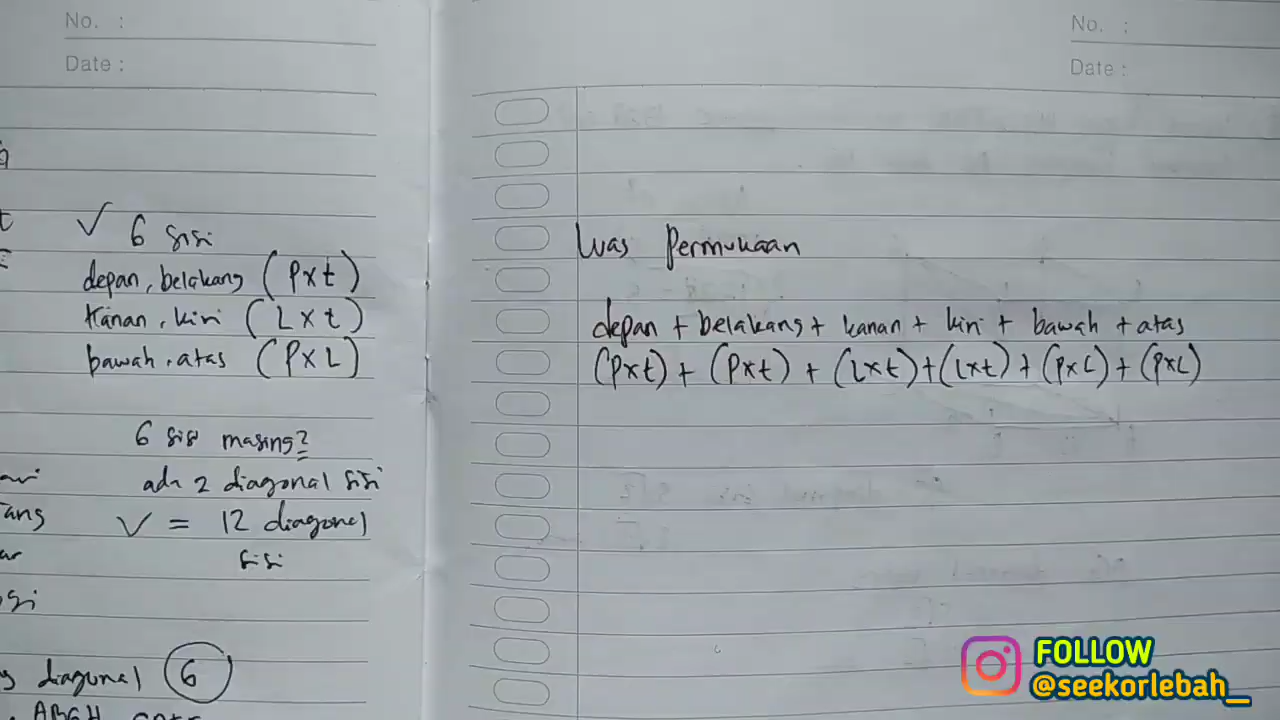 No. :
Date :
✓ 6 sisi
depan, belakang (P x t)
kanan, kiri (L x t)
bawah, atas (P x L)
6 sisi masing2
ada 2 diagonal sisi
V = 12 diagonal
sisi
diagonal 6
ABGH
No. :
Date :
Luas Permukaan
depan + belakang + kanan + kiri + bawah + atas
(P x t) + (P x t) + (L x t) + (L x t) + (P x L) + (P x L)
FOLLOW
@seekorlebah_